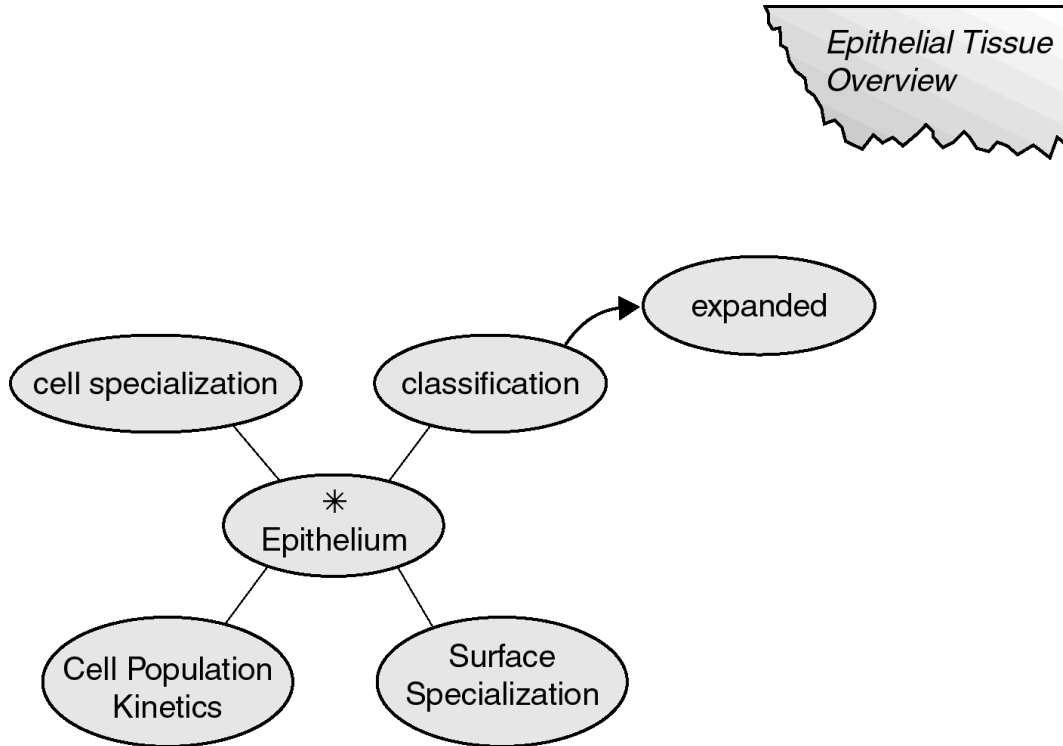 Epithelial Tissue
Overview
expanded
cell specialization
classification
✳
Epithelium
Cell Population
Kinetics
Surface
Specialization